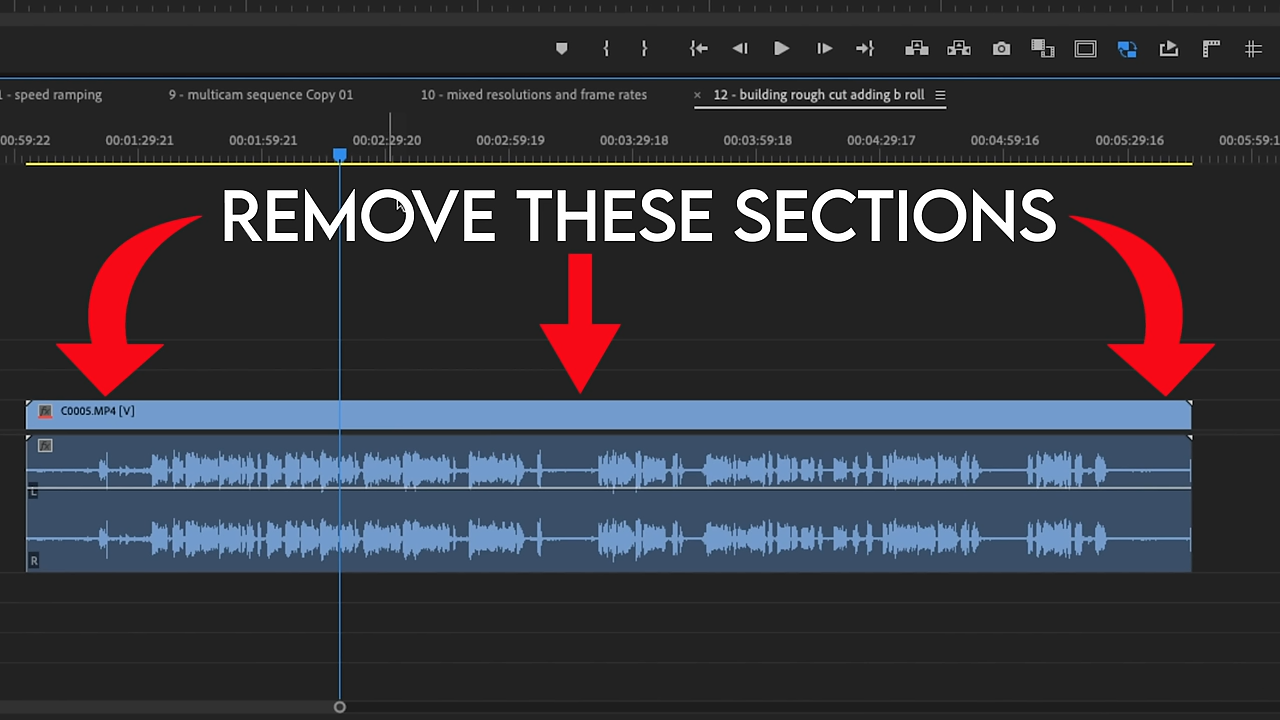 - speed ramping
9 - multicam sequence Copy 01
10 - mixed resolutions and frame rates
× 12 - building rough cut adding b roll
00:59:22 00:01:29:21 00:01:59:21 00:02:29:20 00:02:59:19 00:03:29:18 00:03:59:18 00:04:29:17 00:04:59:16 00:05:29:16 00:05:59:1
REMOVE THESE SECTIONS
fx C0005.MP4 [V]
fx
L
R